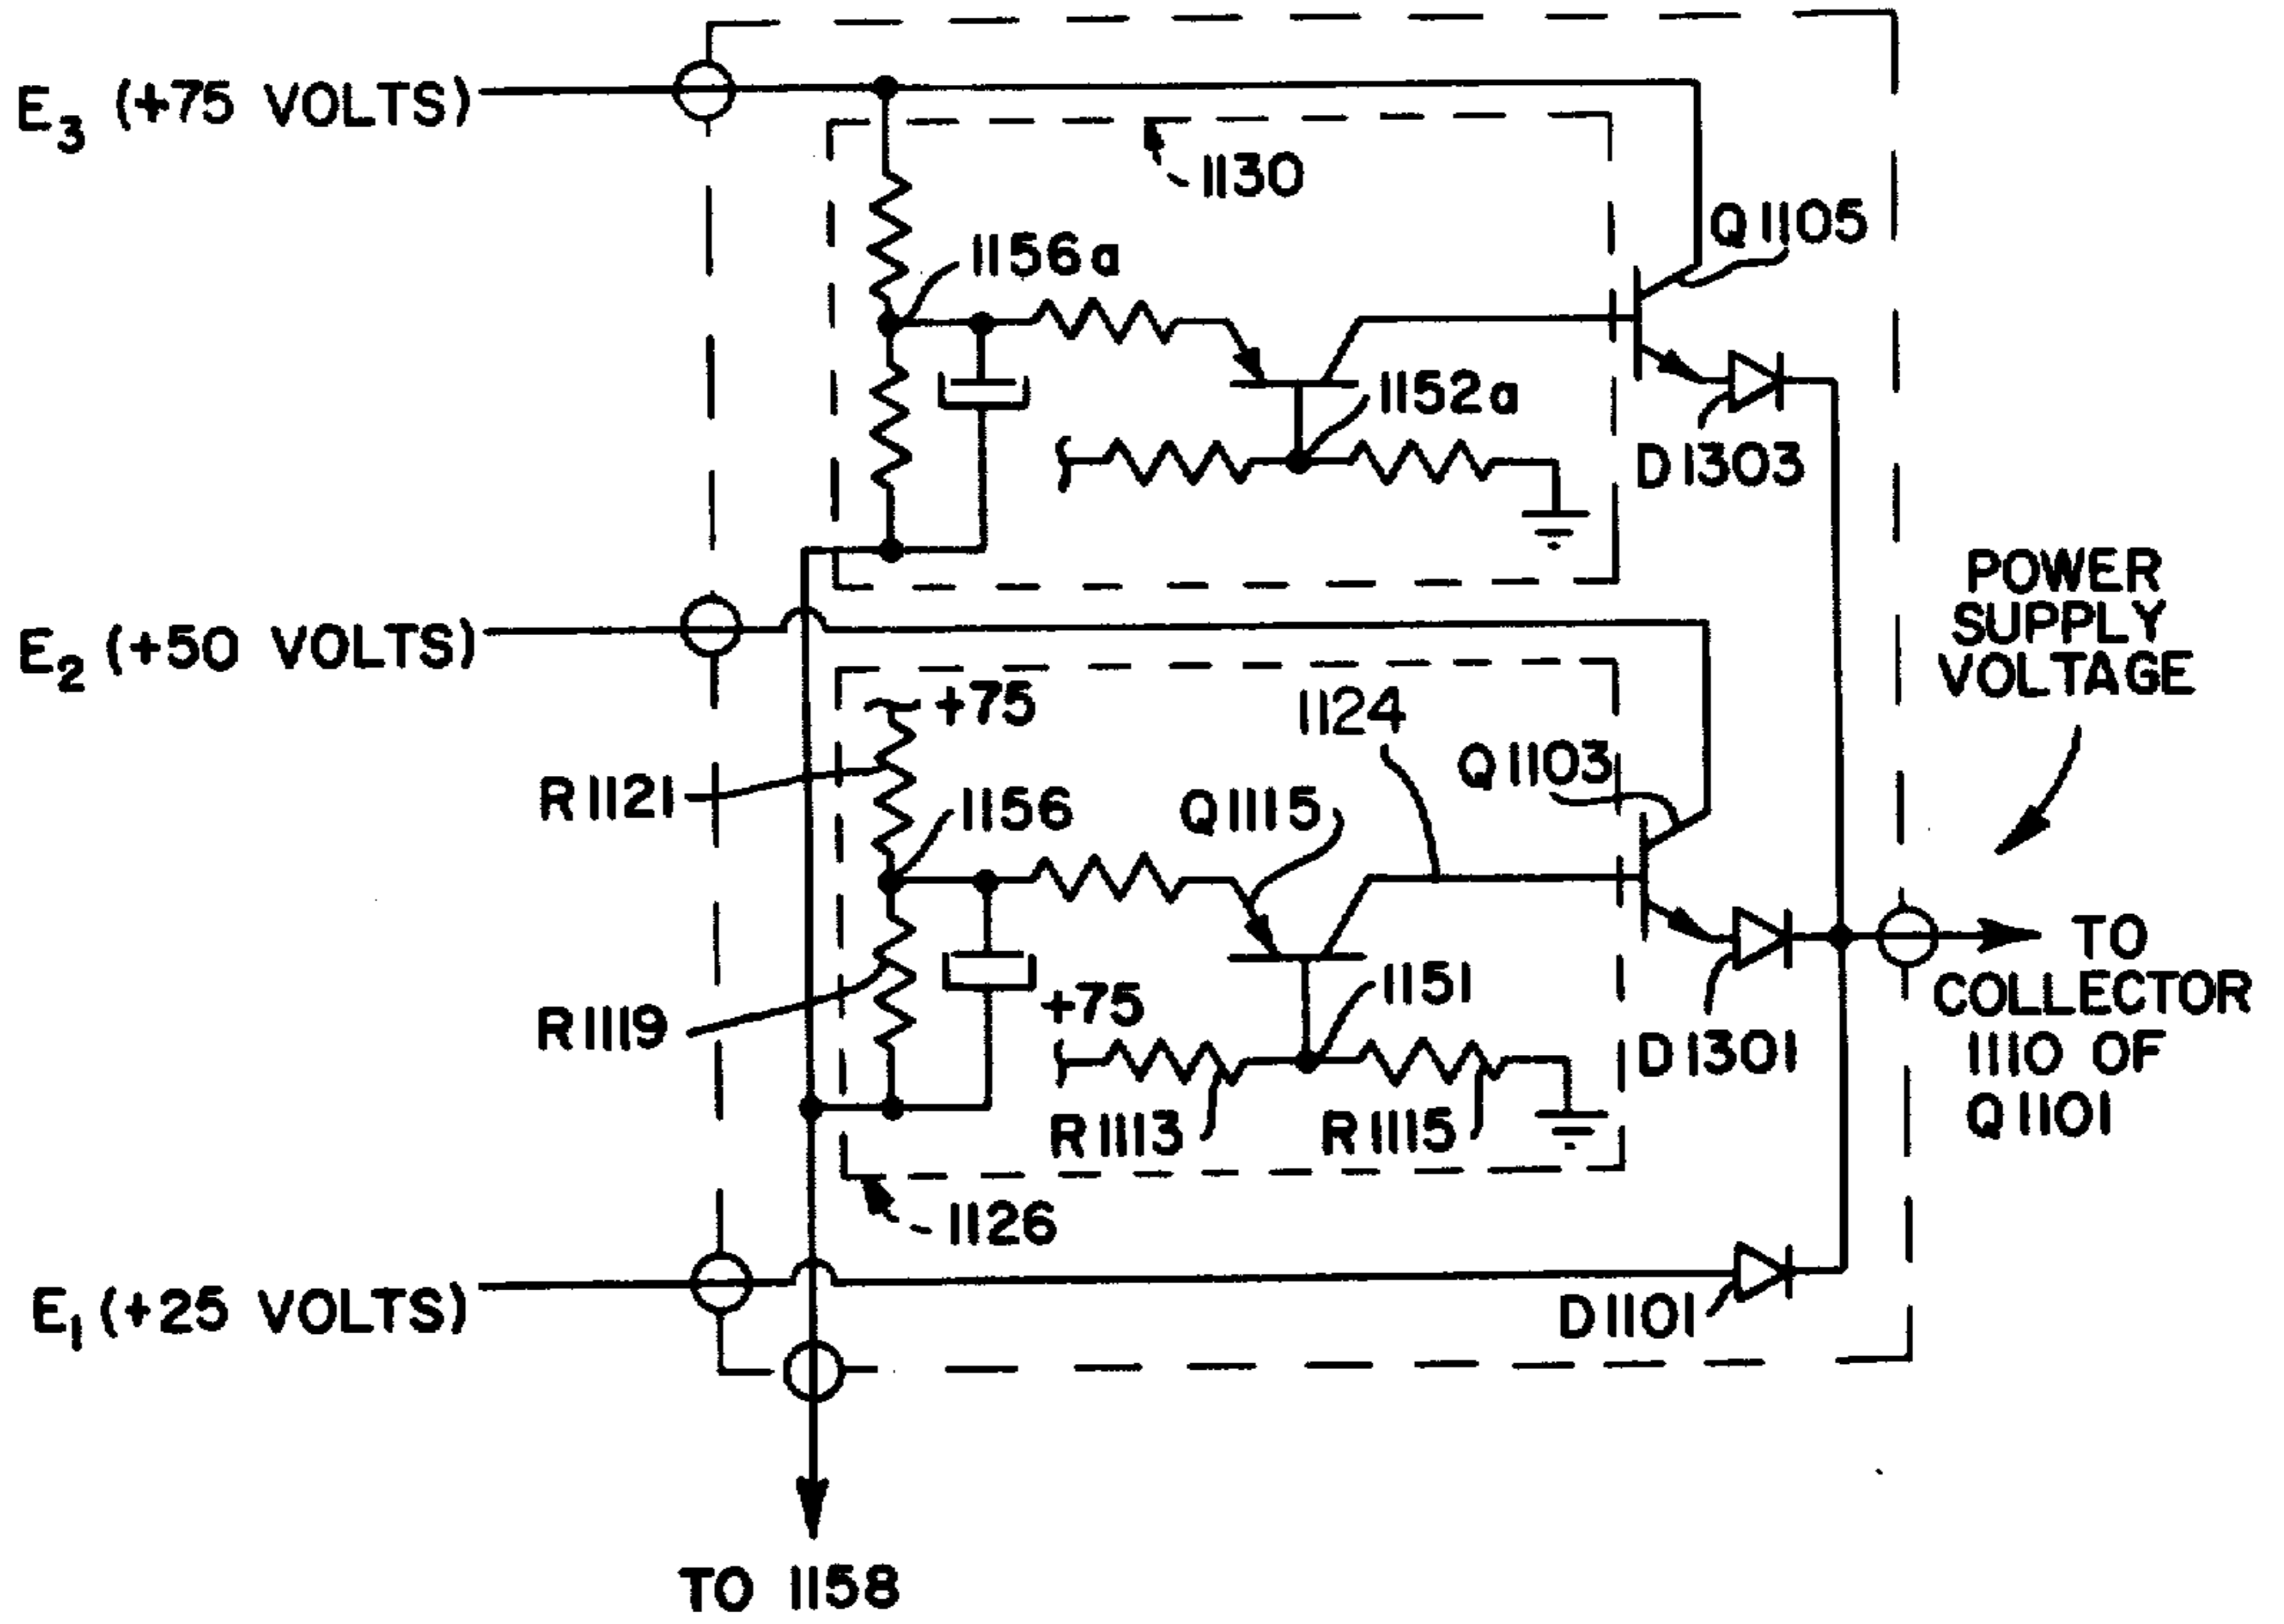 E3 (+75 VOLTS)
1130
Q1105
1156a
1152a
D1303
POWER
SUPPLY
VOLTAGE
E2 (+50 VOLTS)
+75
1124
Q1103
R1121
1156
Q1115
TO
COLLECTOR
1110 OF
Q1101
1151
+75
R1119
D1301
R1113
R1115
1126
E1 (+25 VOLTS)
D1101
TO 1158